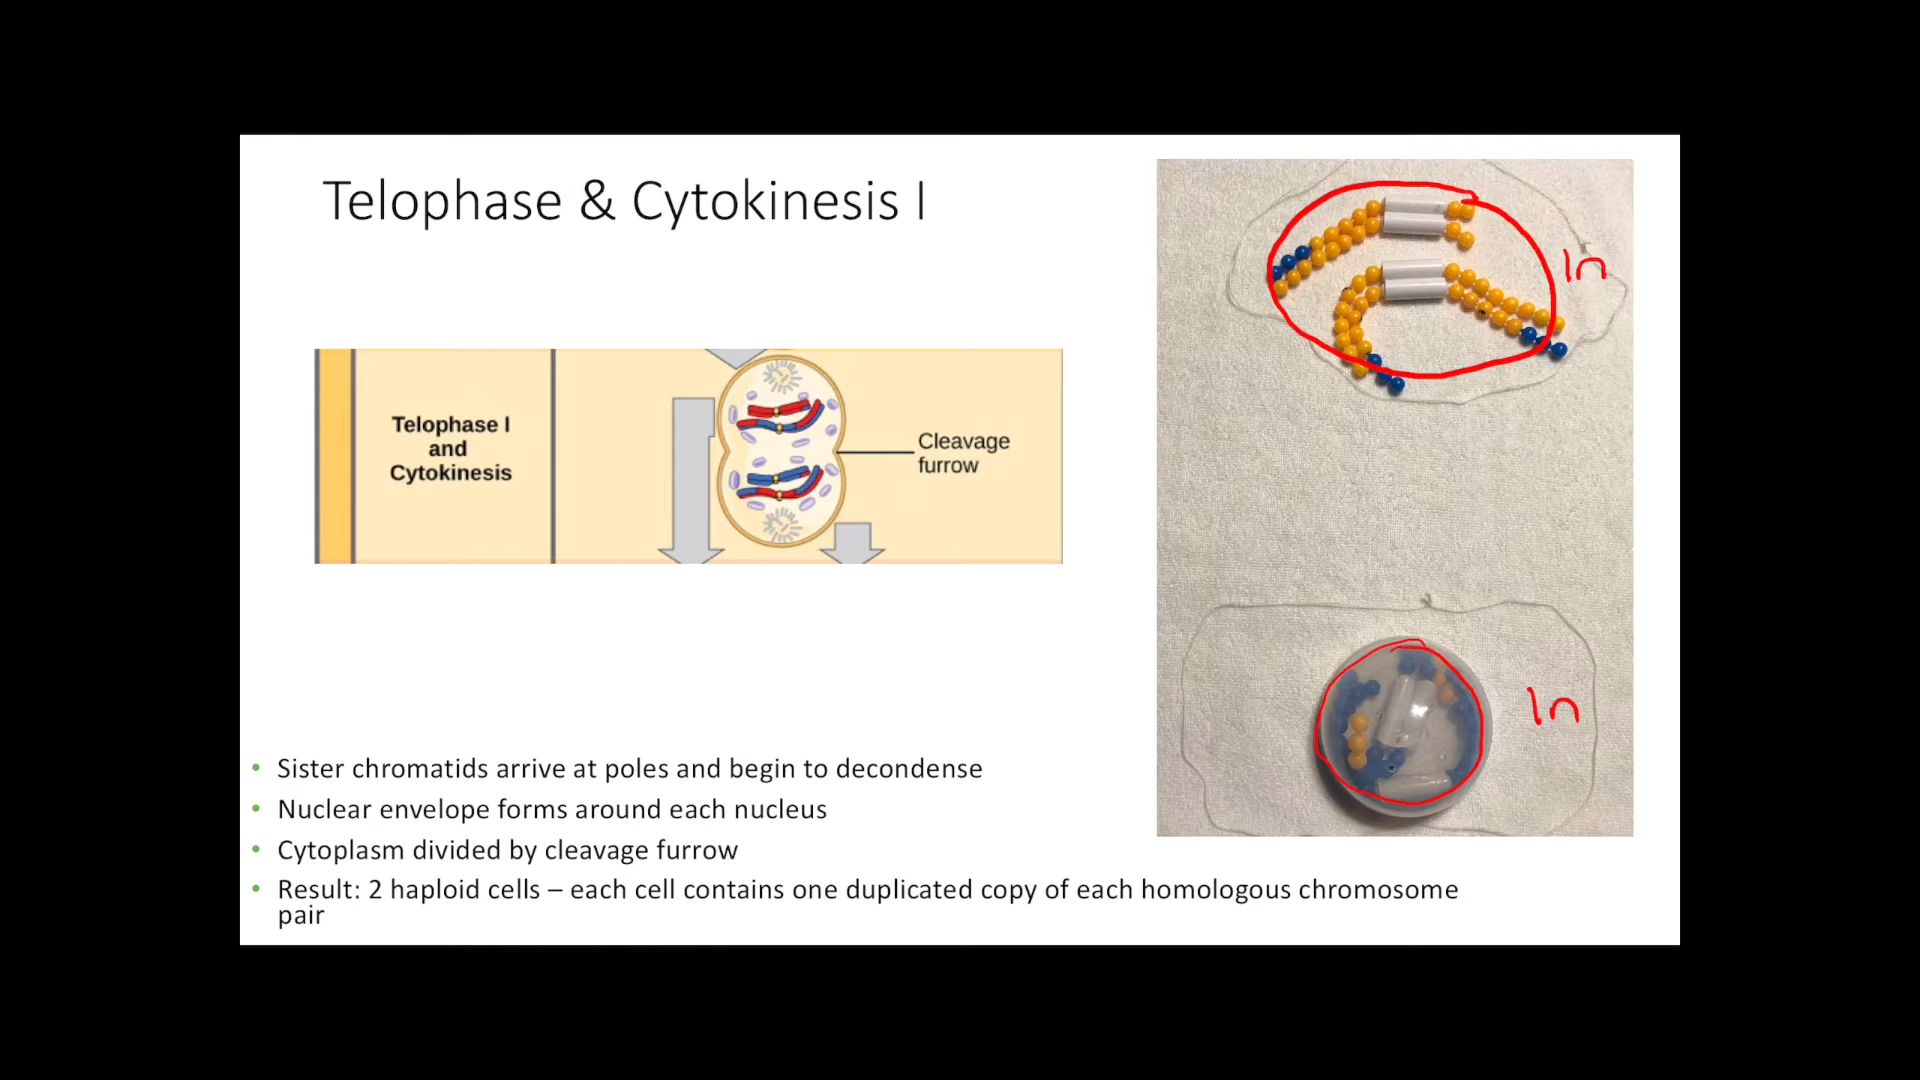 Telophase & Cytokinesis I
Telophase I
and
Cytokinesis
Cleavage
furrow
1n
1n
• Sister chromatids arrive at poles and begin to decondense
• Nuclear envelope forms around each nucleus
• Cytoplasm divided by cleavage furrow
• Result: 2 haploid cells – each cell contains one duplicated copy of each homologous chromosome
pair